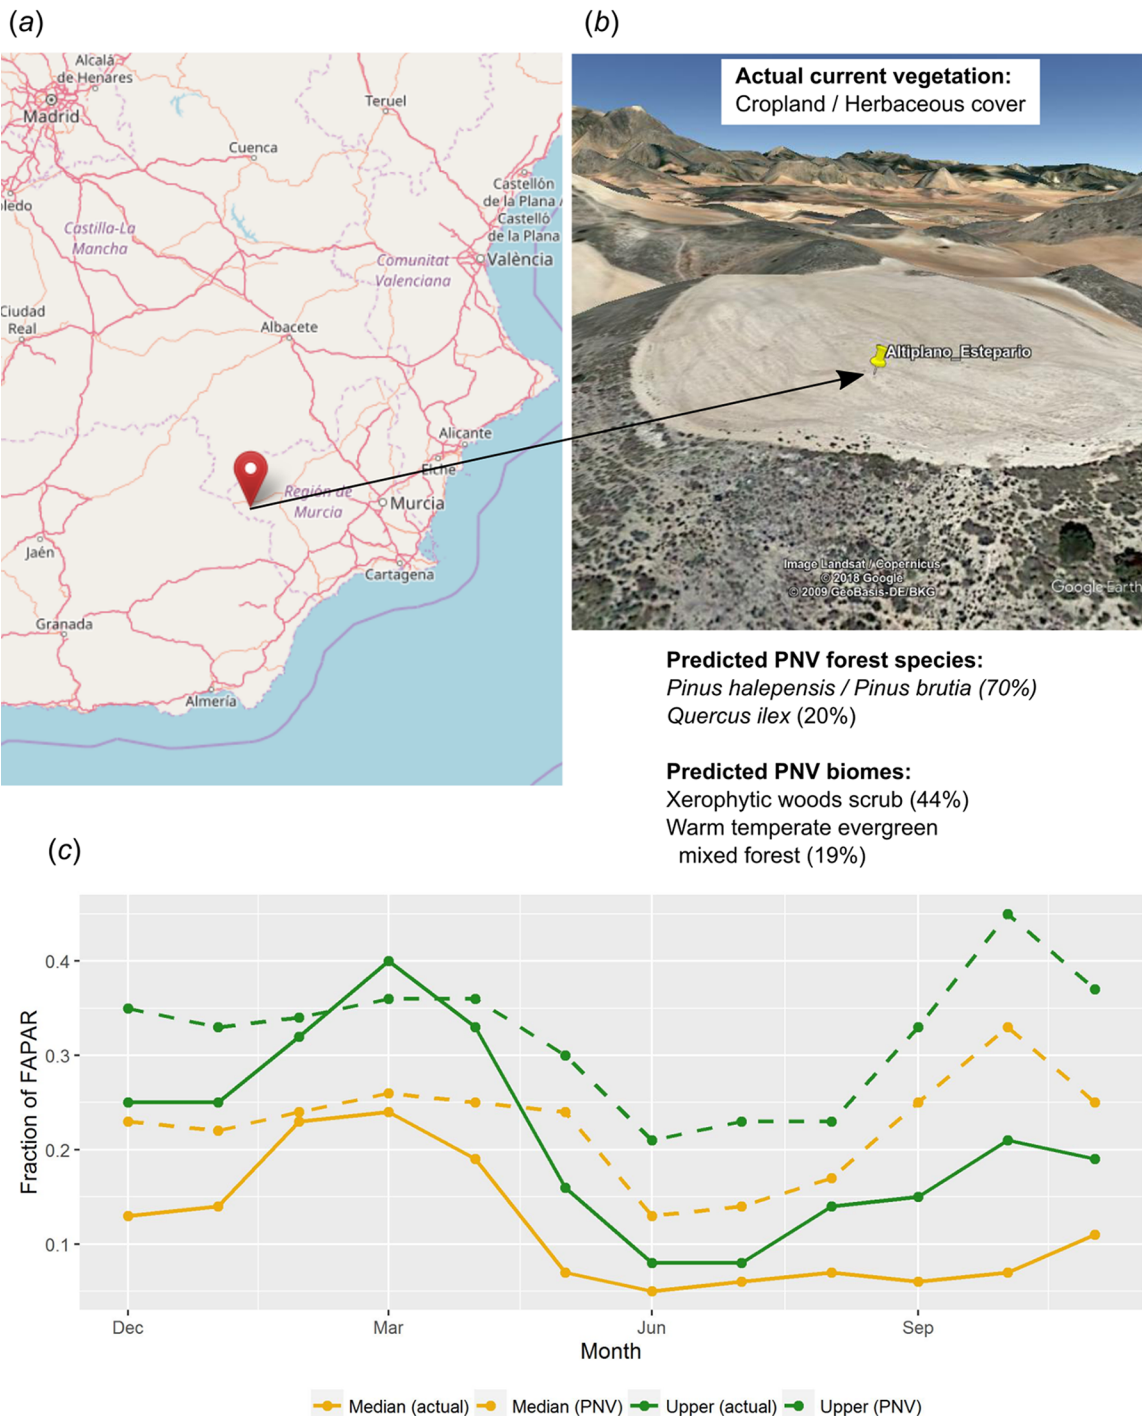 (a)
(b)
Alcalá
de Henares
Madrid
Teruel
Cuenca
Castellón
de la Plana /
Castelló
de la Plana
oledo
Castilla-La
Mancha
Comunitat
Valenciana
València
Ciudad
Real
Albacete
Alicante
Elche
Región de
Murcia
Murcia
Jaén
Cartagena
Granada
Almería
Actual current vegetation:
Cropland / Herbaceous cover
Altiplano_Estepario
Image Landsat / Copernicus
© 2018 Google
© 2009 GeoBasis-DE/BKG
Google Earth
Predicted PNV forest species:
Pinus halepensis / Pinus brutia (70%)
Quercus ilex (20%)
Predicted PNV biomes:
Xerophytic woods scrub (44%)
Warm temperate evergreen
mixed forest (19%)
(c)
Fraction of FAPAR
0.4
0.3
0.2
0.1
Dec Mar Jun Sep
Month
Median (actual) Median (PNV) Upper (actual) Upper (PNV)